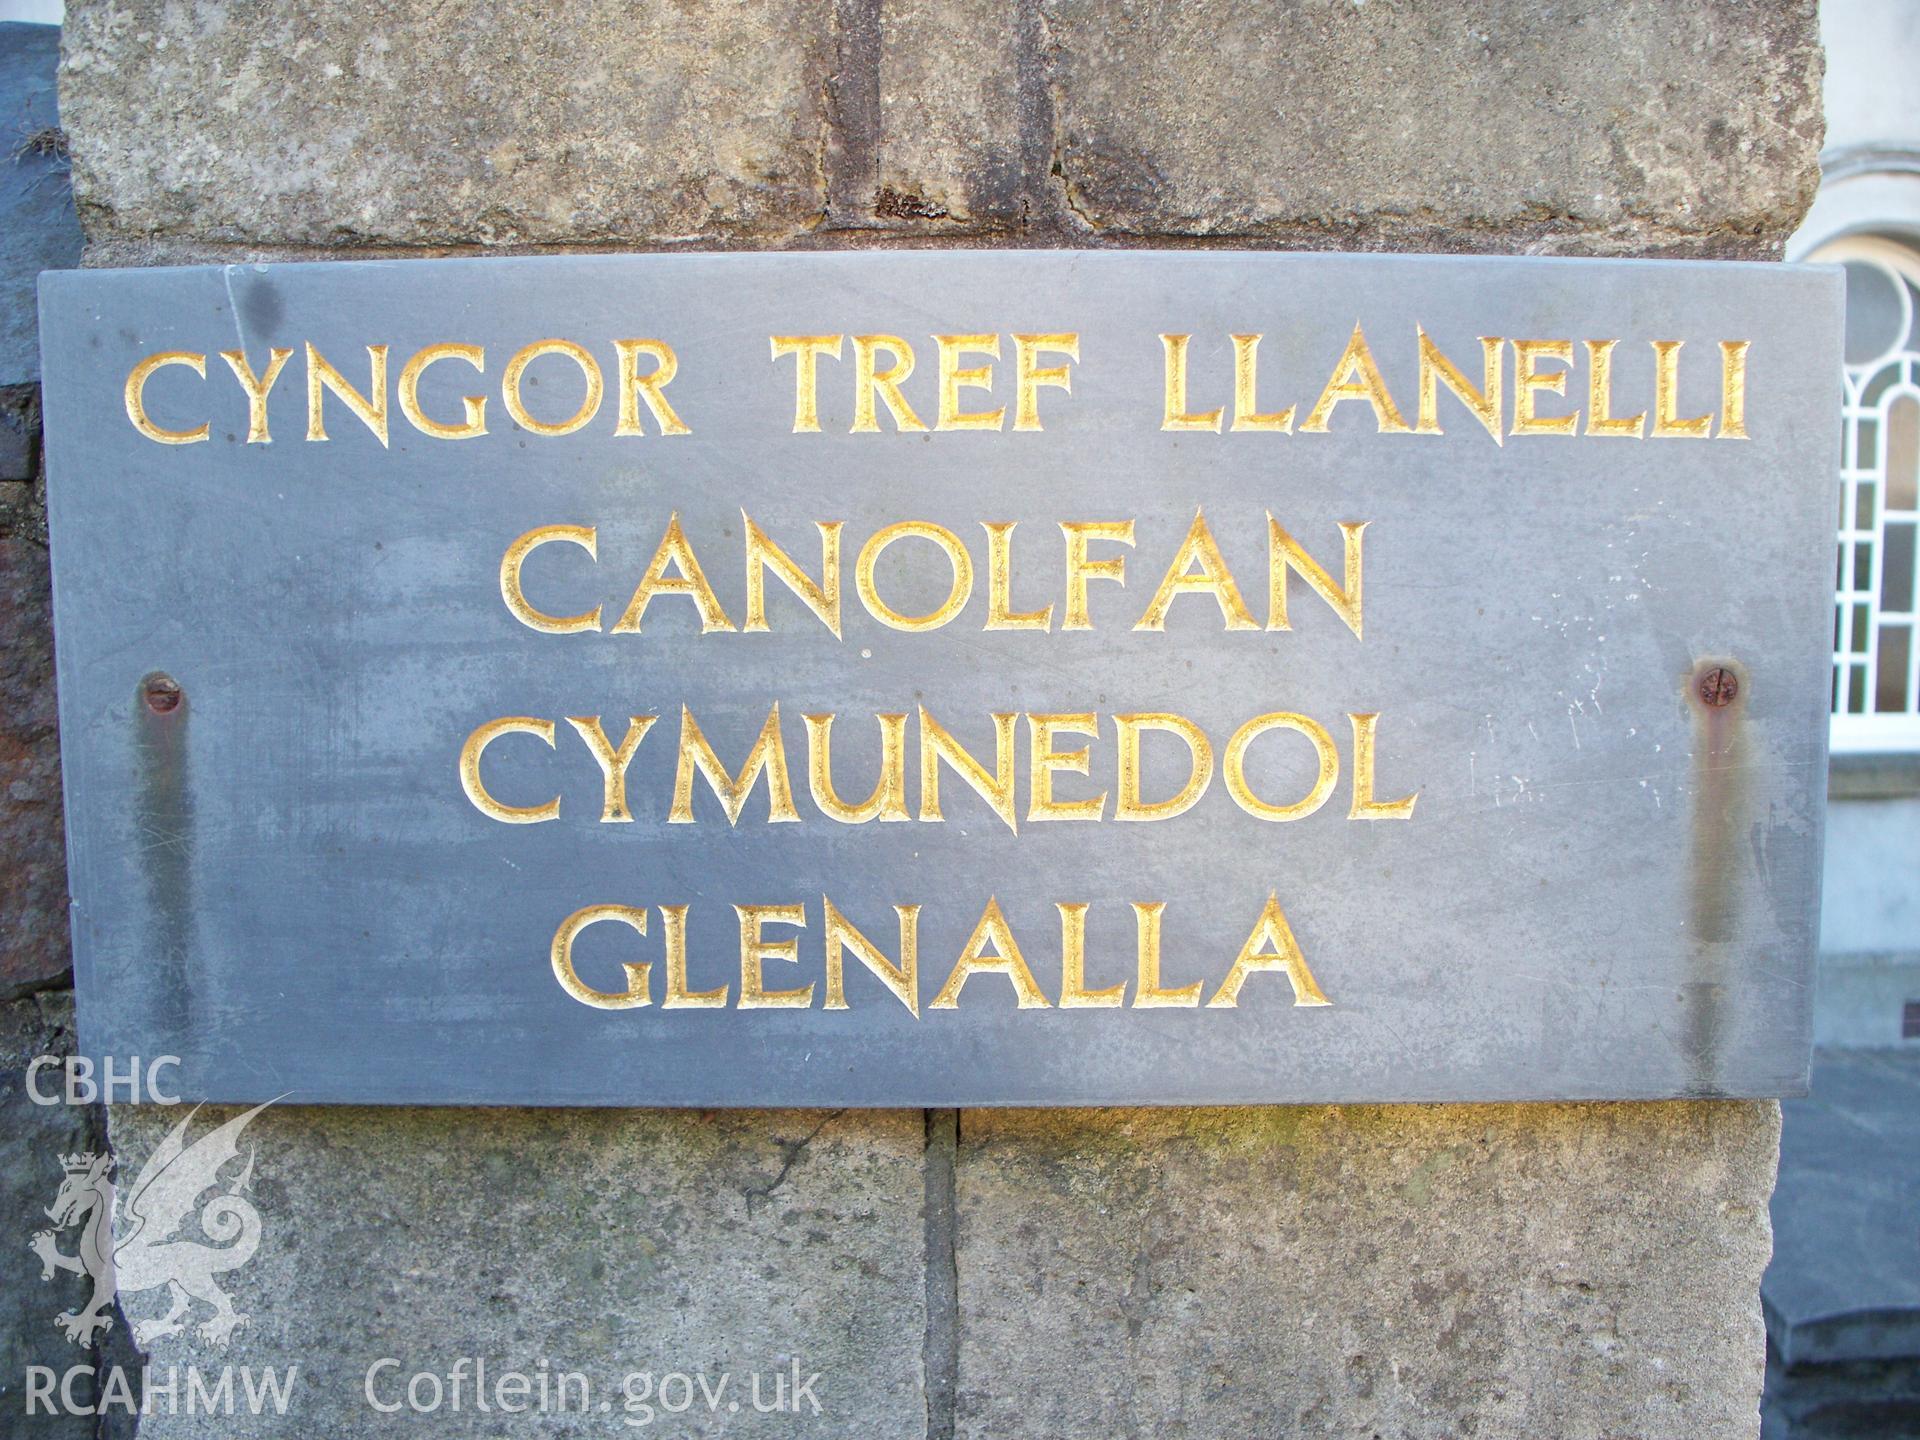 CYNGOR TREF LLANELLI
CANOLFAN
CYMUNEDOL
GLENALLA
CBHC
RCAHMW Coflein.gov.uk